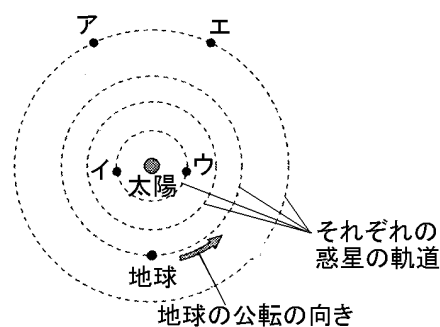 ア
エ
イ
ウ
太陽
それぞれの
惑星の軌道
地球
地球の公転の向き